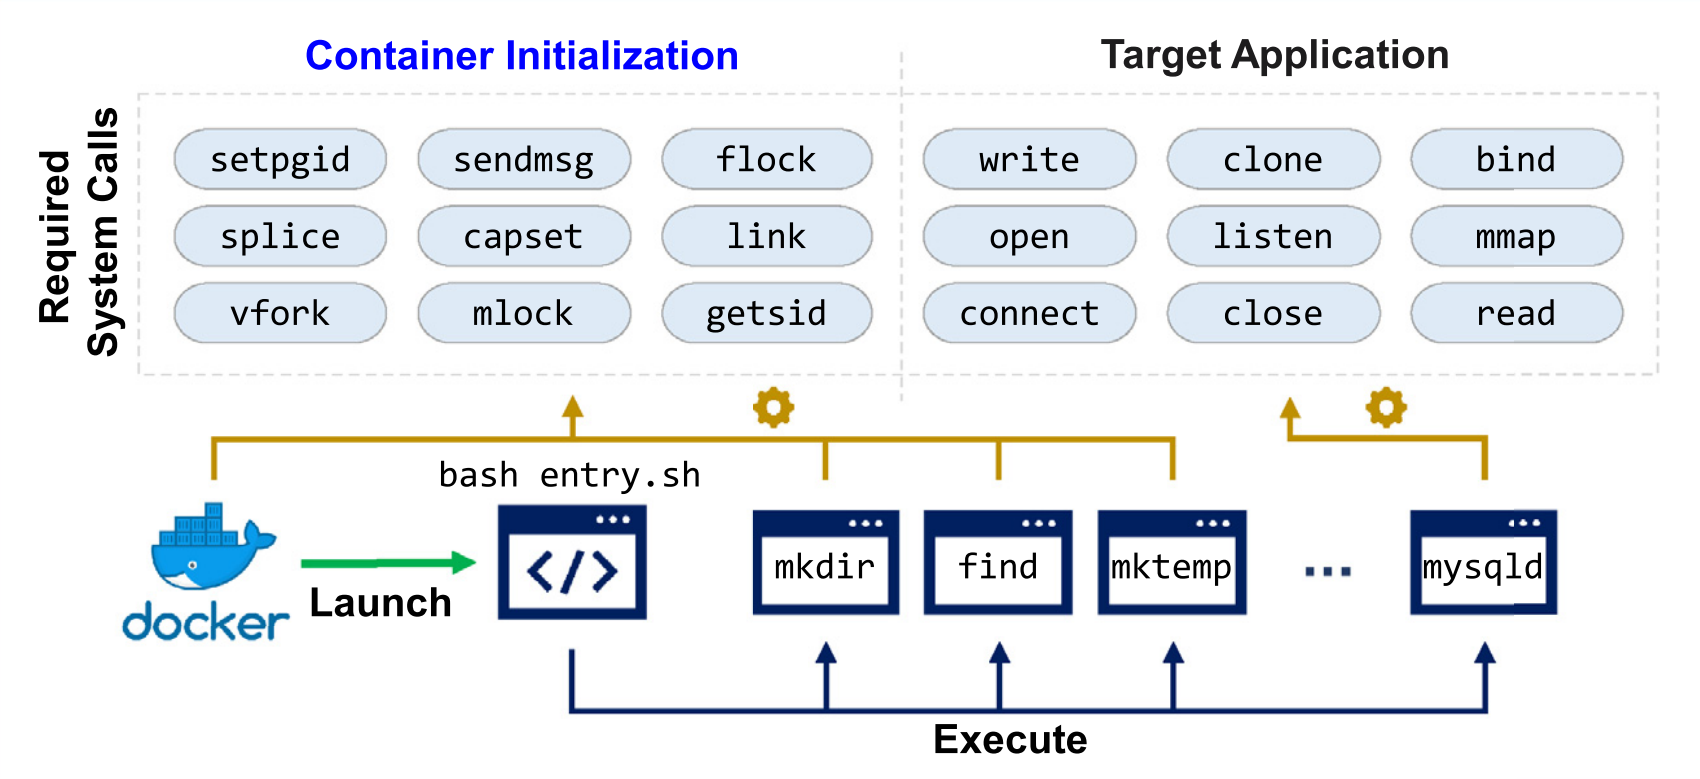 Container Initialization
Target Application
Required
System Calls
setpgid
sendmsg
flock
write
clone
bind
splice
capset
link
open
listen
mmap
vfork
mlock
getsid
connect
close
read
bash entry.sh
</>
mkdir
find
mktemp
...
mysqld
docker
Launch
Execute